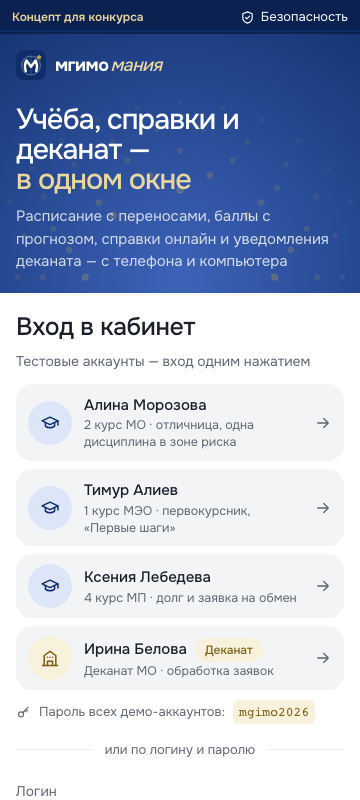 Концепт для конкурса
Безопасность
мгимо мания
Учёба, справки и
деканат —
в одном окне
Расписание с переносами, баллы с
прогнозом, справки онлайн и уведомления
деканата — с телефона и компьютера
Вход в кабинет
Тестовые аккаунты — вход одним нажатием
Алина Морозова
2 курс МО · отличница, одна
дисциплина в зоне риска
Тимур Алиев
1 курс МЭО · первокурсник,
«Первые шаги»
Ксения Лебедева
4 курс МП · долг и заявка на обмен
Ирина Белова Деканат
Деканат МО · обработка заявок
Пароль всех демо-аккаунтов: mgimo2026
или по логину и паролю
Логин